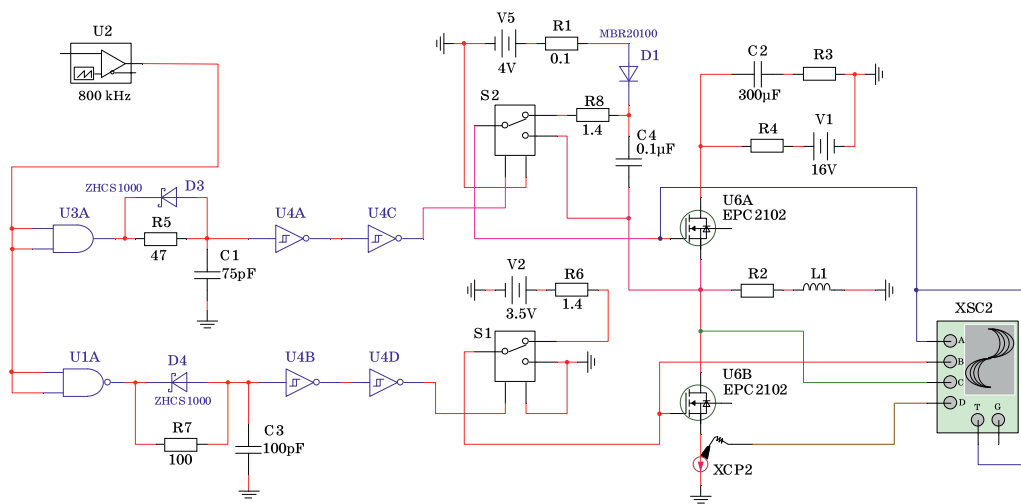 U2
800 kHz
V5
4V
R1
0.1
MBR20100
D1
C2
300µF
R3
S2
R8
1.4
C4
0.1µF
R4
V1
16V
ZHCS1000
D3
U3A
R5
47
C1
75pF
U4A
U4C
U6A
EPC2102
V2
3.5V
R6
1.4
R2
L1
XSC2
A
B
C
D
T
G
S1
U1A
D4
ZHCS1000
R7
100
C3
100pF
U4B
U4D
U6B
EPC2102
XCP2